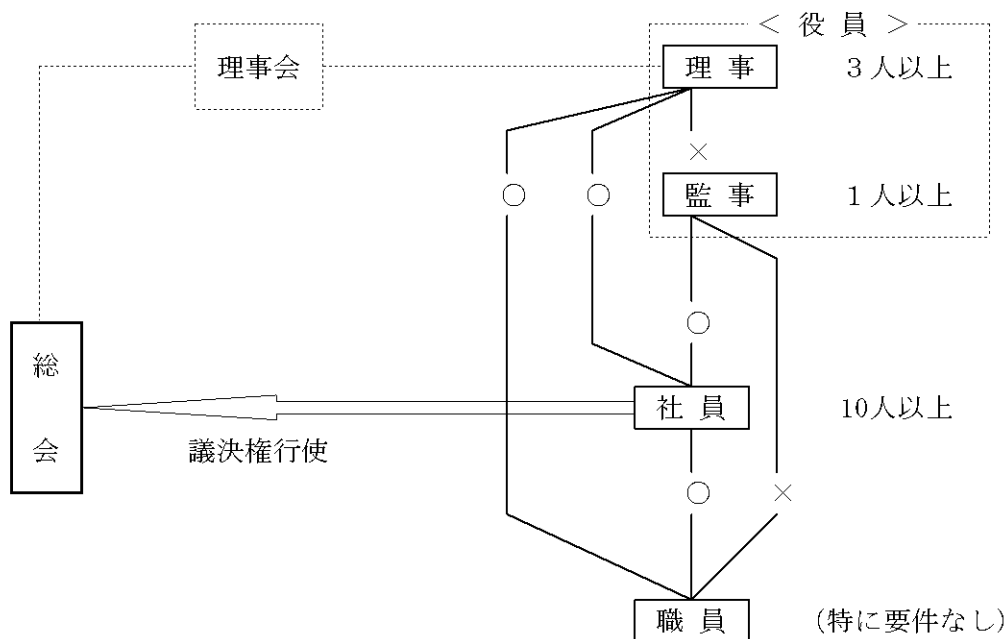 ＜ 役 員 ＞
理事会
理 事
３人以上
×
○
○
監 事
１人以上
○
総
会
社 員
10人以上
議決権行使
○
×
職 員
(特に要件なし)